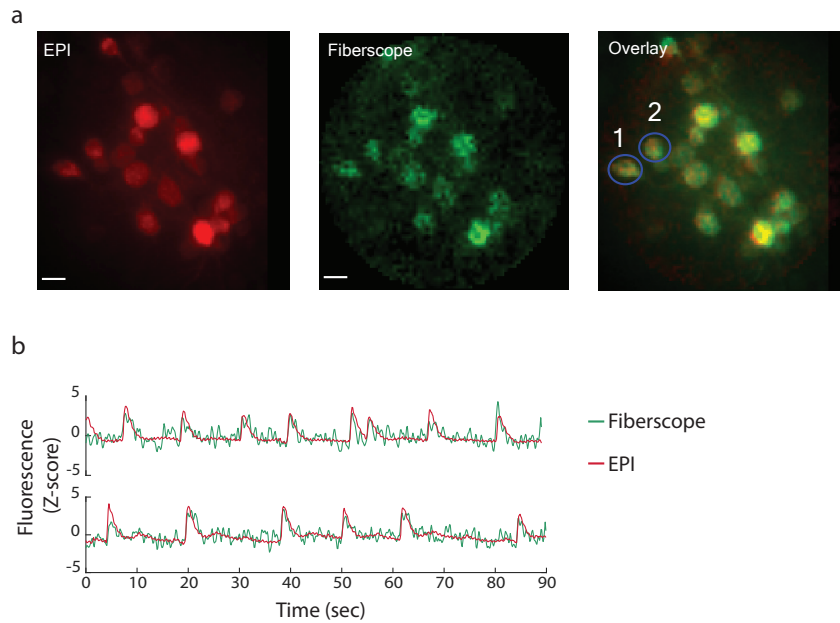 a
EPI
Fiberscope
Overlay
1
2
b
Fluorescence
(Z-score)
5
0
-5
5
0
-5
0 10 20 30 40 50 60 70 80 90
Time (sec)
Fiberscope
EPI